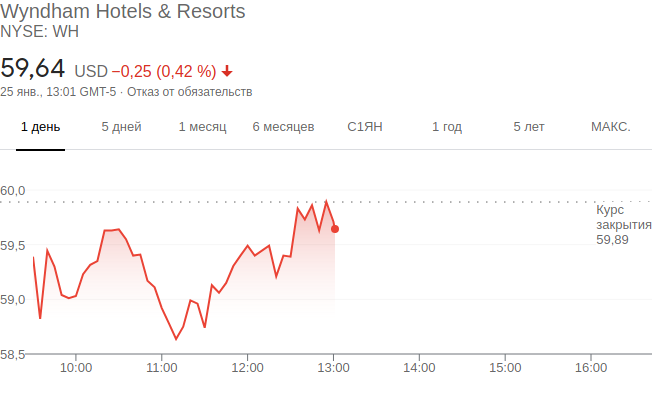 Wyndham Hotels & Resorts
NYSE: WH
59,64 USD −0,25 (0,42 %)
25 янв., 13:01 GMT-5 · Отказ от обязательств
1 день 5 дней 1 месяц 6 месяцев С1ЯН 1 год 5 лет МАКС.
60,0
Курс
закрытия
59,89
59,5
59,0
58,5
10:00 11:00 12:00 13:00 14:00 15:00 16:00